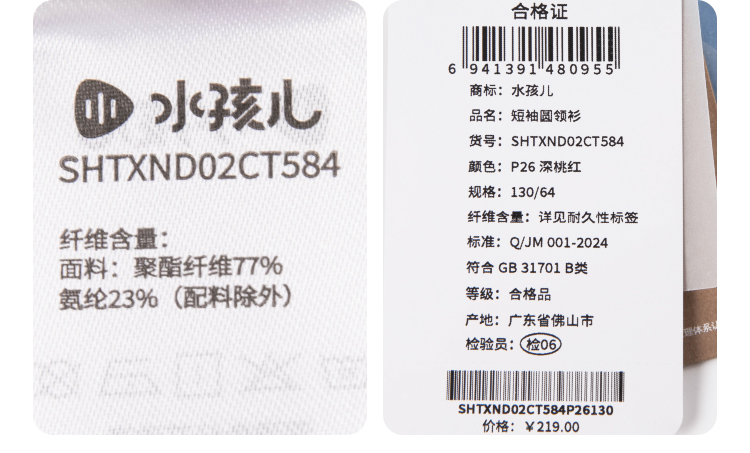 水孩儿
SHTXND02CT584
纤维含量：
面料：聚酯纤维77%
氨纶23%（配料除外）
合格证
6 941391 480955
商标：水孩儿
品名：短袖圆领衫
货号：SHTXND02CT584
颜色：P26 深桃红
规格：130/64
纤维含量：详见耐久性标签
标准：Q/JM 001-2024
符合 GB 31701 B类
等级：合格品
产地：广东省佛山市
检验员：检06
SHTXND02CT584P26130
价格：￥219.00